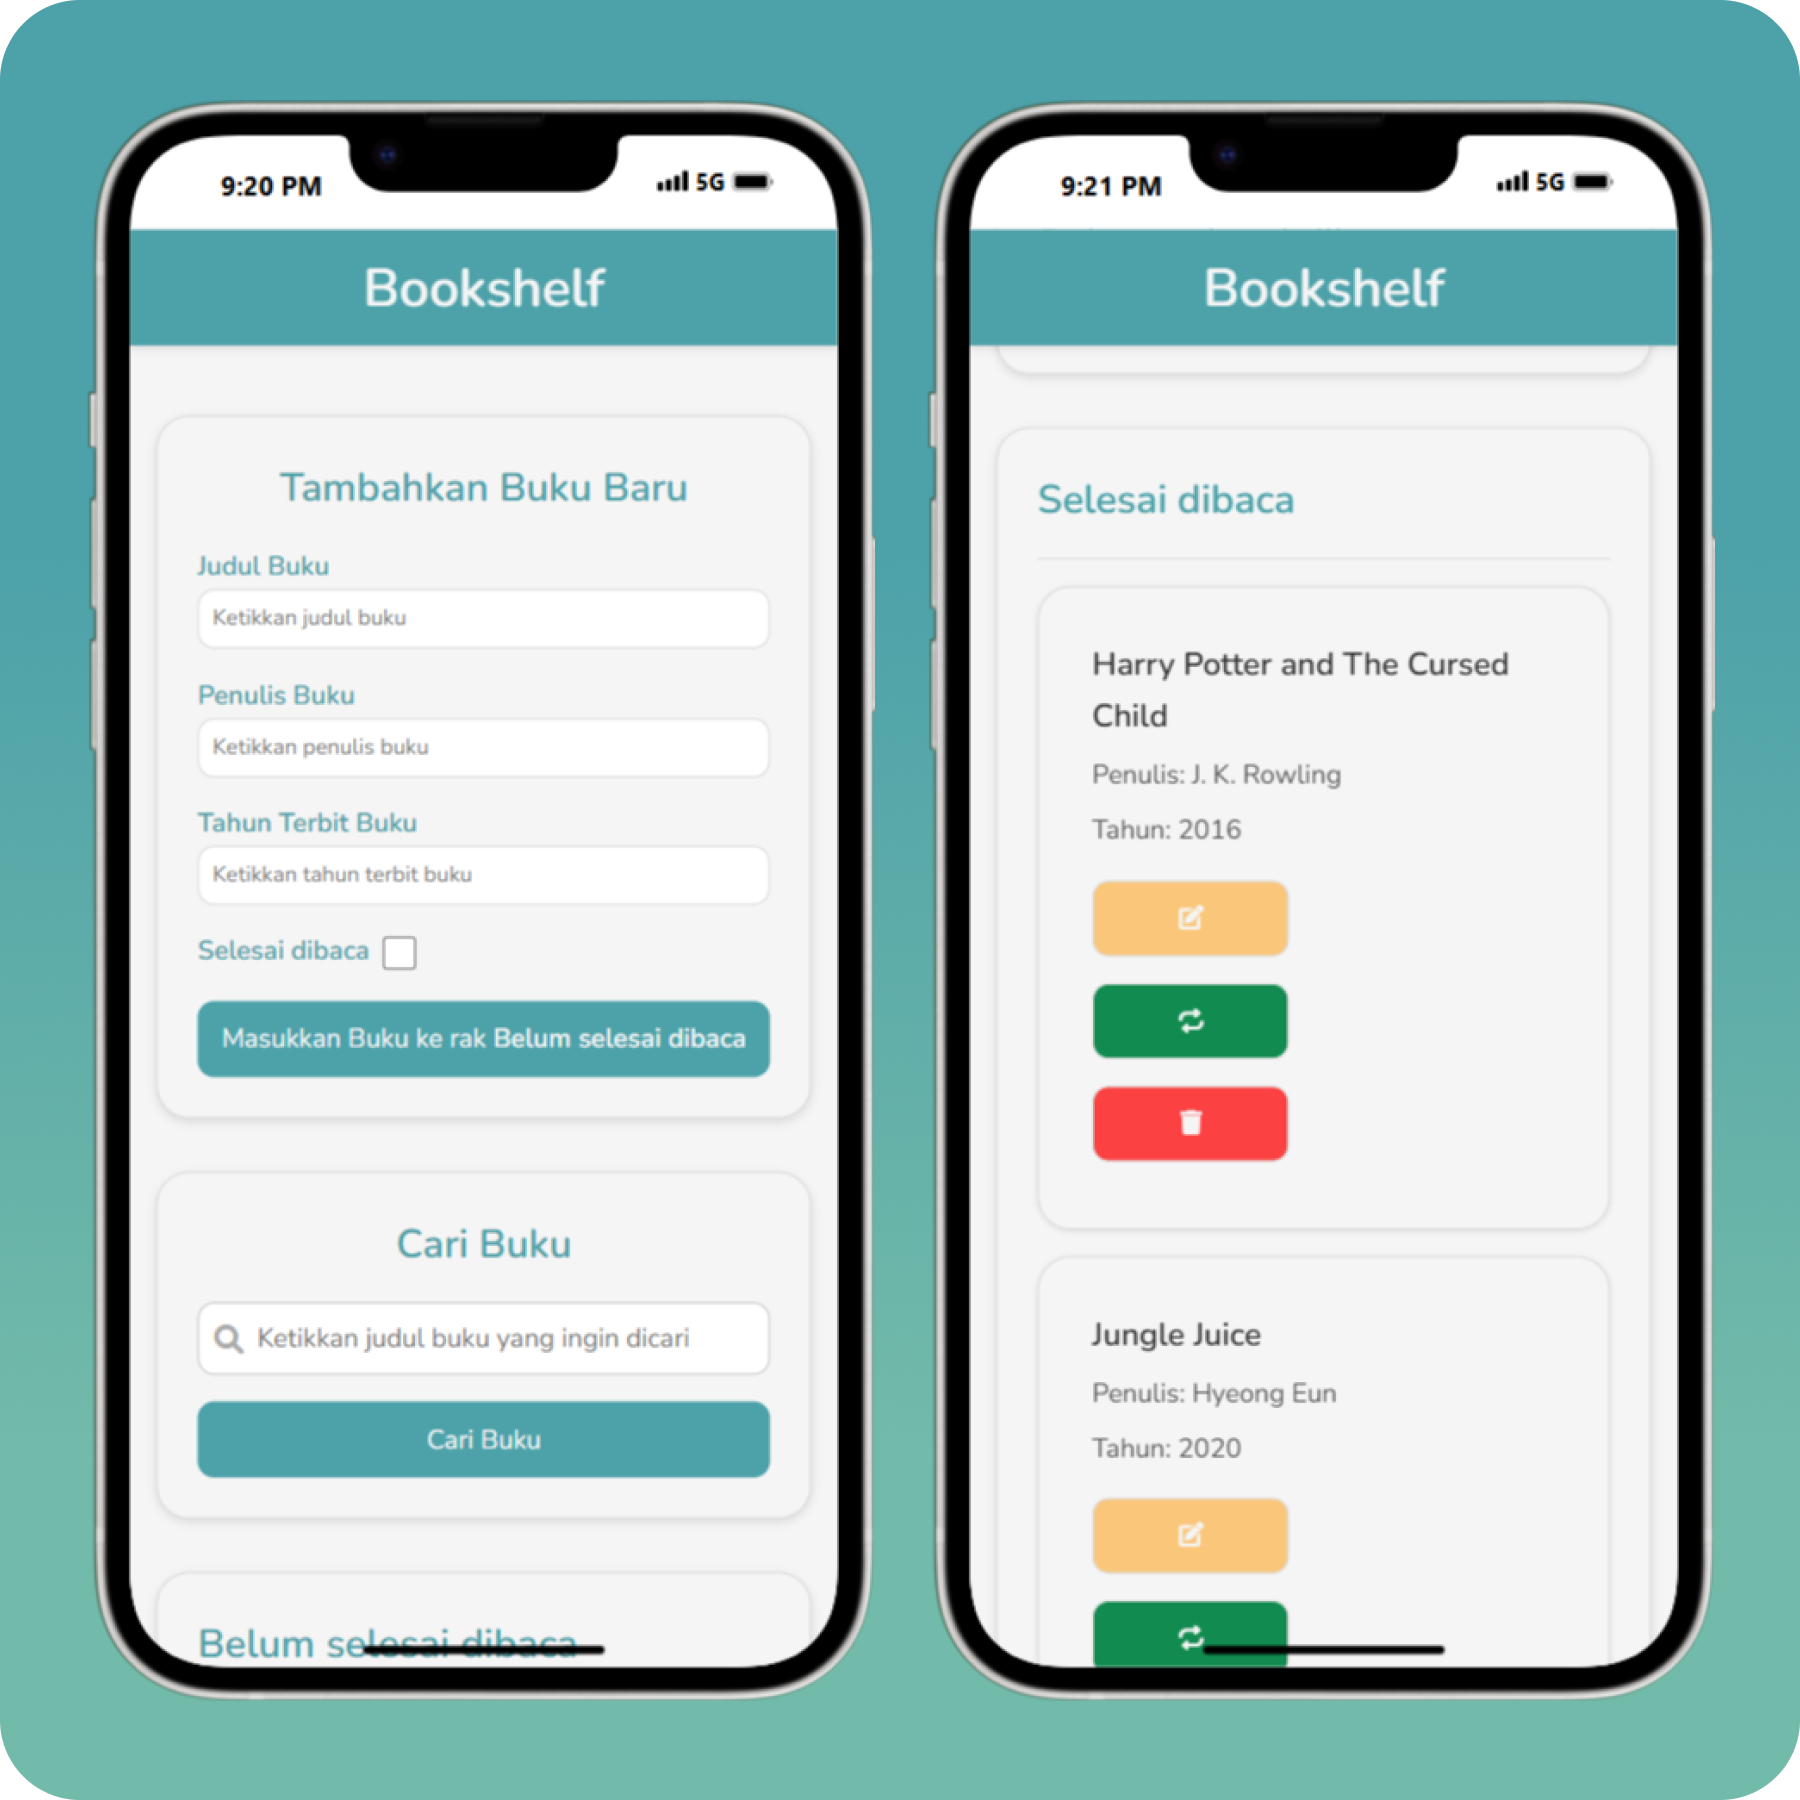 9:20 PM
5G
Bookshelf
Tambahkan Buku Baru
Judul Buku
Ketikkan judul buku
Penulis Buku
Ketikkan penulis buku
Tahun Terbit Buku
Ketikkan tahun terbit buku
Selesai dibaca
Masukkan Buku ke rak Belum selesai dibaca
Cari Buku
Ketikkan judul buku yang ingin dicari
Cari Buku
Belum selesai dibaca
9:21 PM
5G
Bookshelf
Selesai dibaca
Harry Potter and The Cursed
Child
Penulis: J. K. Rowling
Tahun: 2016
Jungle Juice
Penulis: Hyeong Eun
Tahun: 2020